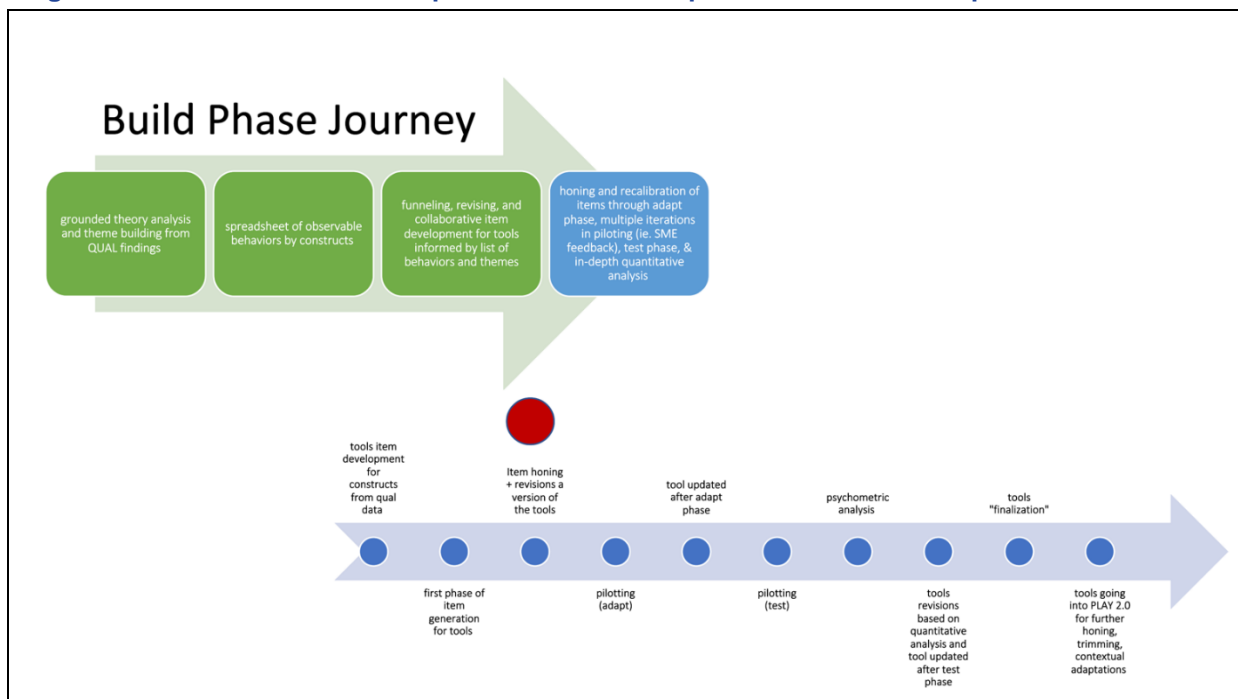 Build Phase Journey
grounded theory analysis
and theme building from
QUAL findings
spreadsheet of observable
behaviors by constructs
funneling, revising, and
collaborative item
development for tools
informed by list of
behaviors and themes
honing and recalibration of
items through adapt
phase, multiple iterations
in piloting (ie. SME
feedback), test phase, &
in-depth quantitative
analysis
tools item
development
for
constructs
from qual
data
first phase of
item
generation
for tools
Item honing
+ revisions a
version of
the tools
pilotting
(adapt)
tool updated
after adapt
phase
pilotting
(test)
psychometric
analysis
tools
revisions
based on
quantitative
analysis and
tool updated
after test
phase
tools
"finalization"
tools going
into PLAY 2.0
for further
honing,
trimming,
contextual
adaptations